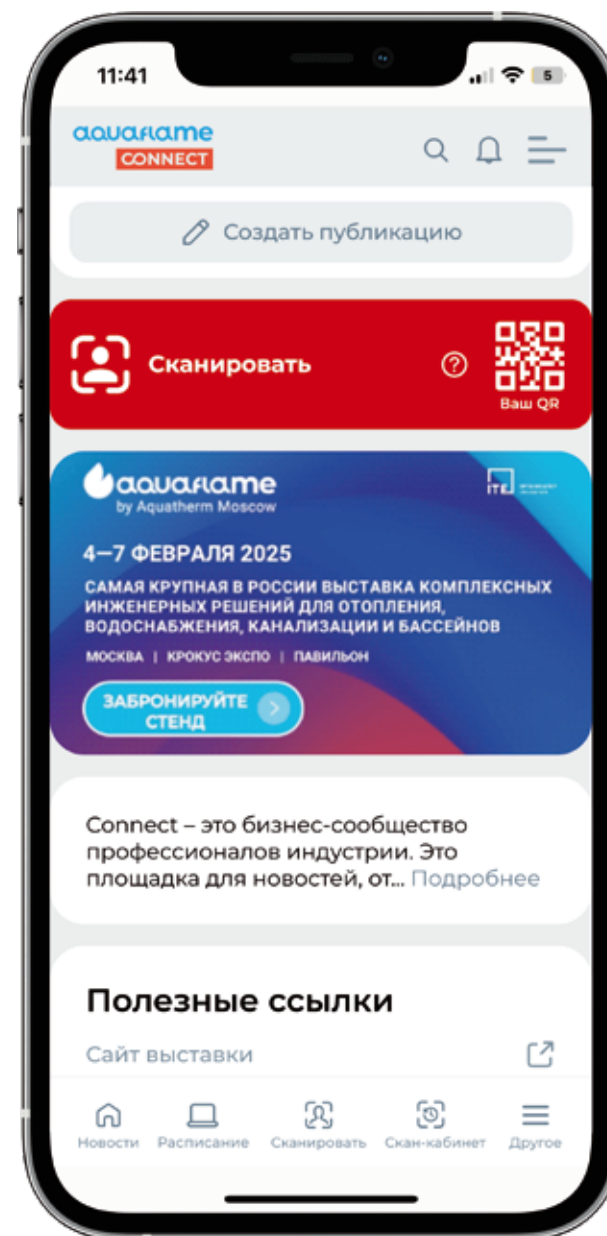 11:41
5
aquaflame
CONNECT
Создать публикацию
Сканировать
?
Ваш QR
aquaflame
by Aquatherm Moscow
ITE
4–7 ФЕВРАЛЯ 2025
САМАЯ КРУПНАЯ В РОССИИ ВЫСТАВКА КОМПЛЕКСНЫХ
ИНЖЕНЕРНЫХ РЕШЕНИЙ ДЛЯ ОТОПЛЕНИЯ,
ВОДОСНАБЖЕНИЯ, КАНАЛИЗАЦИИ И БАССЕЙНОВ
МОСКВА | КРОКУС ЭКСПО | ПАВИЛЬОН
ЗАБРОНИРУЙТЕ
СТЕНД
Connect – это бизнес-сообщество
профессионалов индустрии. Это
площадка для новостей, от... Подробнее
Полезные ссылки
Сайт выставки
Новости Расписание Сканировать Скан-кабинет Другое